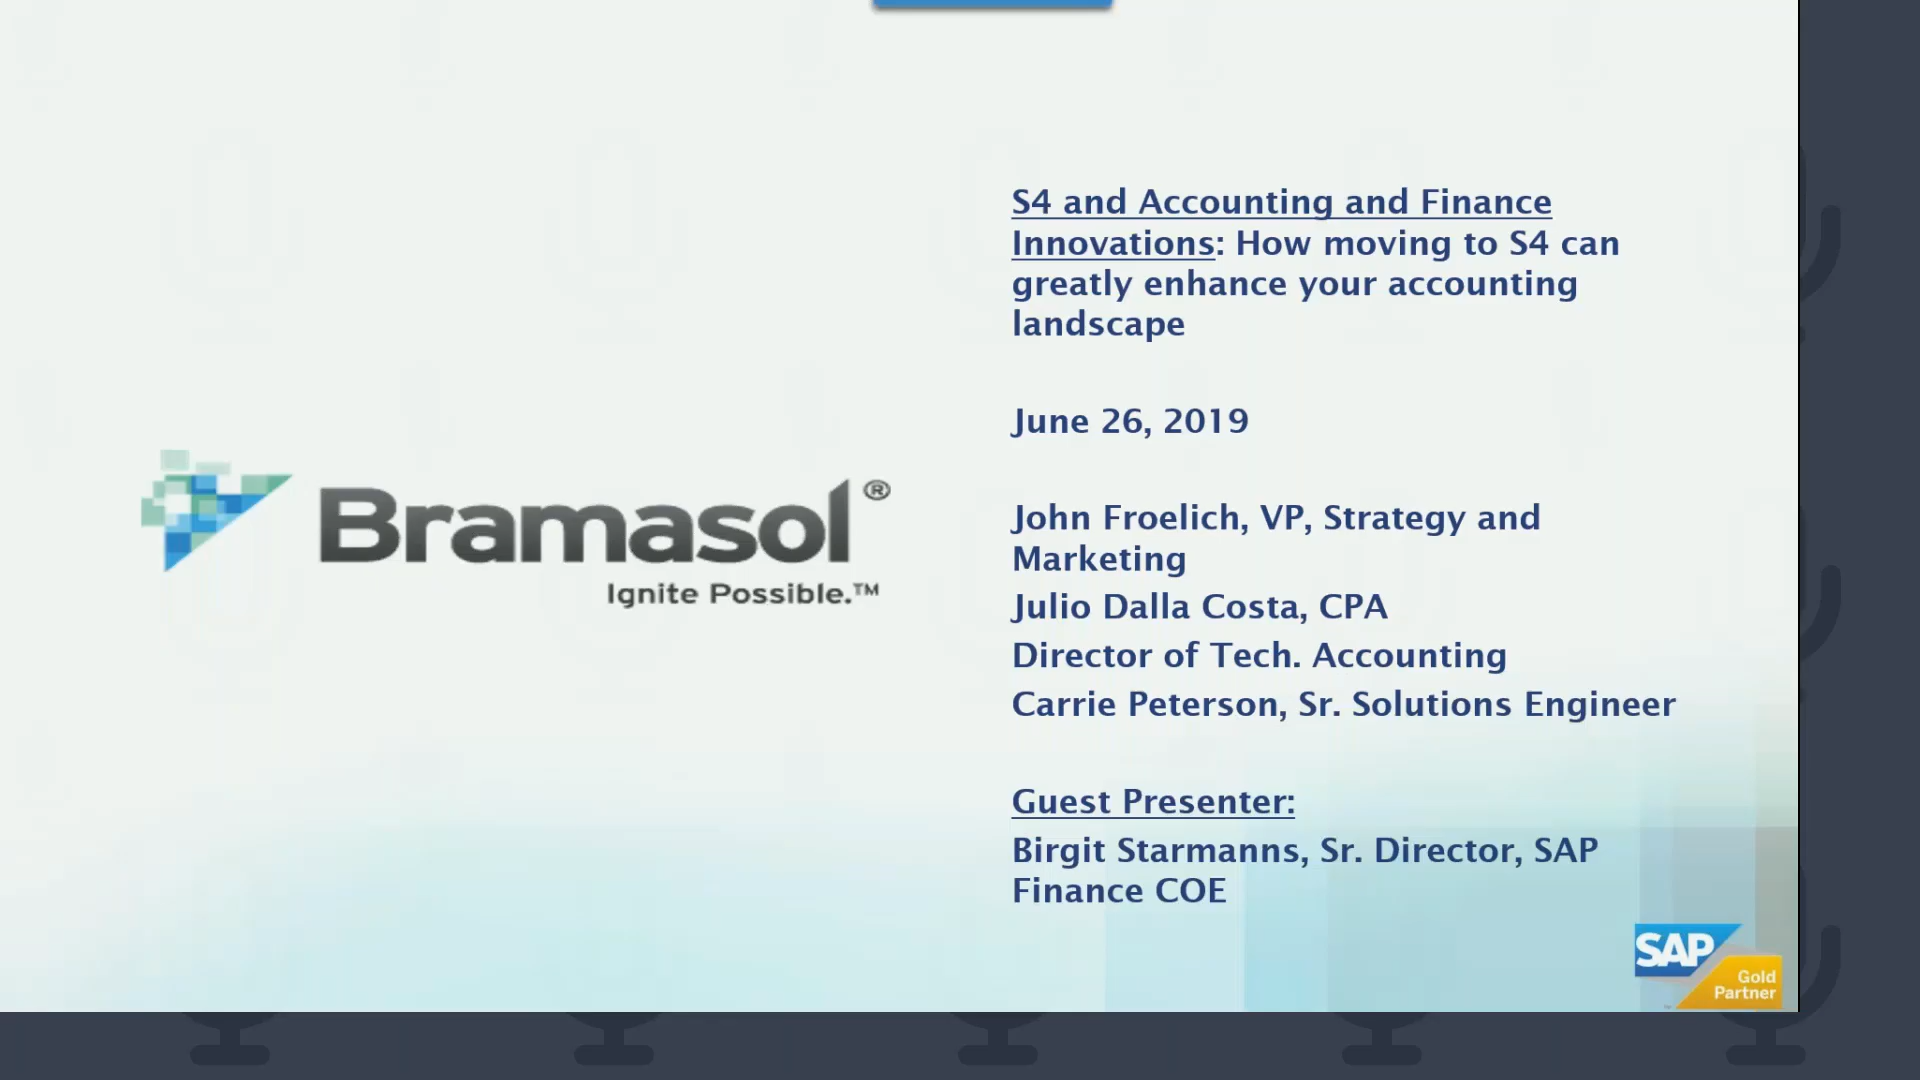 S4 and Accounting and Finance
Innovations: How moving to S4 can
greatly enhance your accounting
landscape
June 26, 2019
John Froelich, VP, Strategy and
Marketing
Julio Dalla Costa, CPA
Director of Tech. Accounting
Carrie Peterson, Sr. Solutions Engineer
Guest Presenter:
Birgit Starmanns, Sr. Director, SAP
Finance COE
Bramasol®
Ignite Possible.™
SAP
Gold
Partner